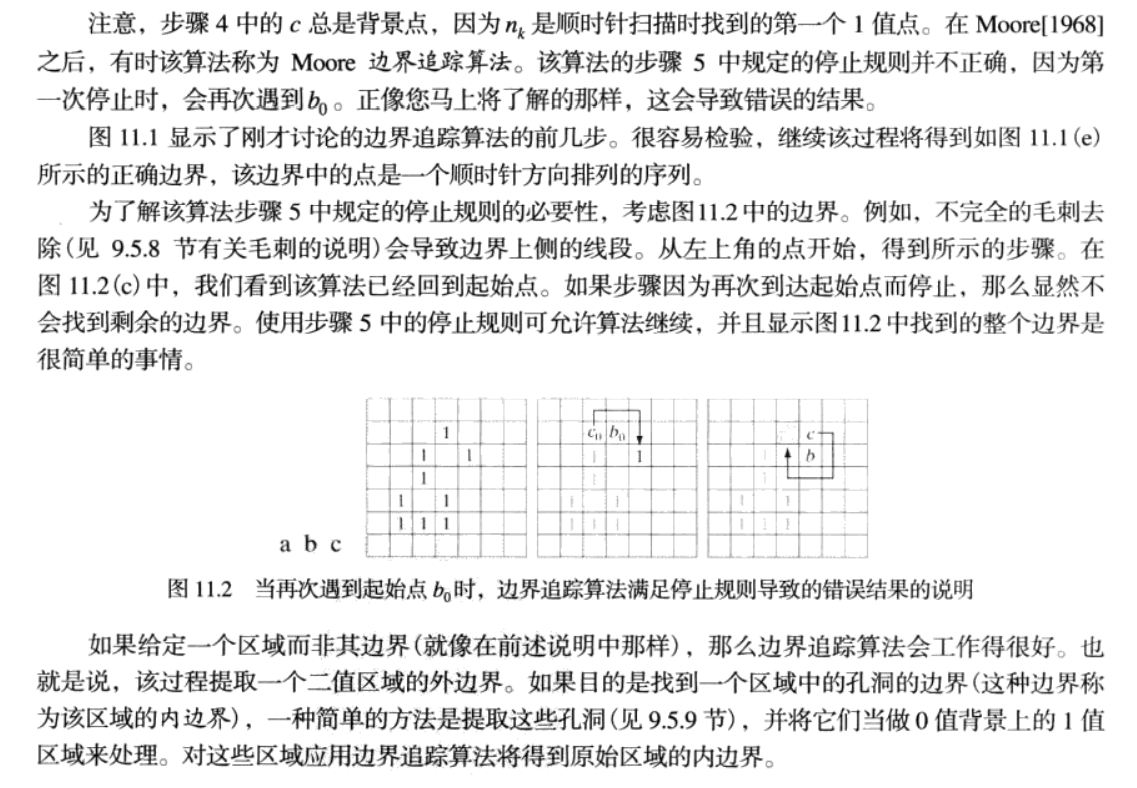 注意，步骤 4 中的 c 总是背景点，因为 nk 是顺时针扫描时找到的第一个 1 值点。在 Moore[1968]
之后，有时该算法称为 Moore 边界追踪算法。该算法的步骤 5 中规定的停止规则并不正确，因为第
一次停止时，会再次遇到 b0。正像您马上将了解的那样，这会导致错误的结果。
图 11.1 显示了刚才讨论的边界追踪算法的前几步。很容易检验，继续该过程将得到如图 11.1(e)
所示的正确边界，该边界中的点是一个顺时针方向排列的序列。
为了解该算法步骤 5 中规定的停止规则的必要性，考虑图11.2中的边界。例如，不完全的毛刺去
除(见 9.5.8 节有关毛刺的说明)会导致边界上侧的线段。从左上角的点开始，得到所示的步骤。在
图 11.2(c)中，我们看到该算法已经回到起始点。如果步骤因为再次到达起始点而停止，那么显然不
会找到剩余的边界。使用步骤 5 中的停止规则可允许算法继续，并且显示图11.2中找到的整个边界是
很简单的事情。
1 c0 b0 c
1 1 1 1 1 b
1 1 1
1 1 1 1 1 1
1 1 1 1 1 1 1 1 1
a b c
图 11.2 当再次遇到起始点 b0时，边界追踪算法满足停止规则导致的错误结果的说明
如果给定一个区域而非其边界(就像在前述说明中那样)，那么边界追踪算法会工作得很好。也
就是说，该过程提取一个二值区域的外边界。如果目的是找到一个区域中的孔洞的边界(这种边界称
为该区域的内边界)，一种简单的方法是提取这些孔洞(见 9.5.9 节)，并将它们当做 0 值背景上的 1 值
区域来处理。对这些区域应用边界追踪算法将得到原始区域的内边界。